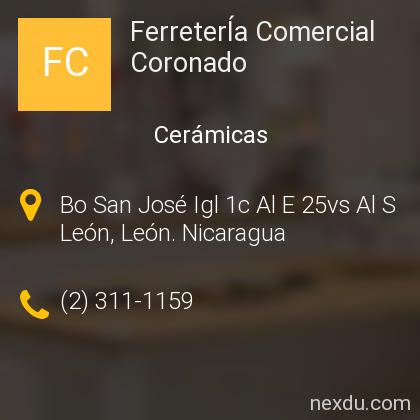 FC
FerreterÍa Comercial
Coronado
Cerámicas
Bo San José Igl 1c Al E 25vs Al S
León, León. Nicaragua
(2) 311-1159
nexdu.com